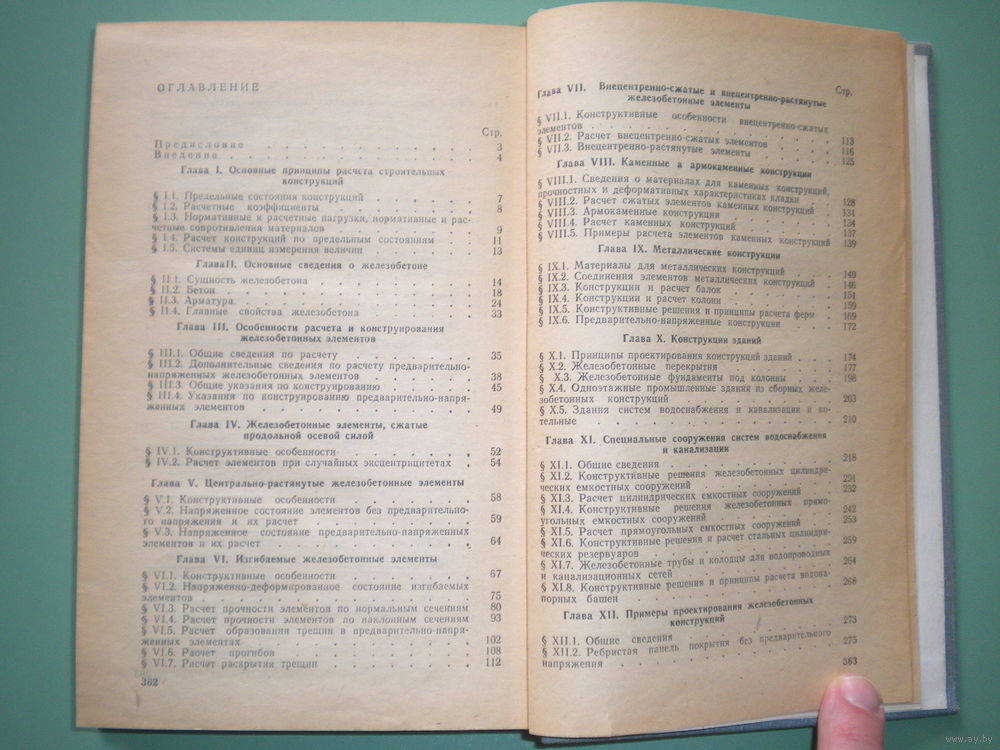 ОГЛАВЛЕНИЕ
Стр.
Предисловие . . . . . . . . . . 3
Введение . . . . . . . . . . . 4
Глава I. Основные принципы расчета строительных
конструкций
§ I.1. Предельные состояния конструкций . . . . 7
§ I.2. Расчетные коэффициенты . . . . . . 8
§ I.3. Нормативные и расчетные нагрузки, нормативные и рас-
четные сопротивления материалов . . . . . 9
§ I.4. Расчет конструкций по предельным состояниям . . 11
§ I.5. Системы единиц измерения величин . . . . 13
Глава II. Основные сведения о железобетоне
§ II.1. Сущность железобетона . . . . . . 14
§ II.2. Бетон . . . . . . . . . . 18
§ II.3. Арматура . . . . . . . . . 24
§ II.4. Главные свойства железобетона . . . . 33
Глава III. Особенности расчета и конструирования
железобетонных элементов
§ III.1. Общие сведения по расчету . . . . . 35
§ III.2. Дополнительные сведения по расчету предварительно-
напряженных железобетонных элементов . . . . 38
§ III.3. Общие указания по конструированию . . . . 45
§ III.4. Указания по конструированию предварительно-напря-
женных элементов . . . . . . . . 49
Глава IV. Железобетонные элементы, сжатые
продольной осевой силой
§ IV.1. Конструктивные особенности . . . . . 52
§ IV.2. Расчет элементов при случайных эксцентрицитетах . 54
Глава V. Центрально-растянутые железобетонные элементы
§ V.1. Конструктивные особенности . . . . . 58
§ V.2. Напряженное состояние элементов без предварительно-
го напряжения и их расчет . . . . . . 59
§ V.3. Напряженное состояние предварительно-напряженных
элементов и их расчет . . . . . . . 64
Глава VI. Изгибаемые железобетонные элементы
§ VI.1. Конструктивные особенности . . . . . 67
§ VI.2. Напряженно-деформированное состояние изгибаемых
элементов . . . . . . . . . . 75
§ VI.3. Расчет прочности элементов по нормальным сечениям 80
§ VI.4. Расчет прочности элементов по наклонным сечениям 93
§ VI.5. Расчет образования трещин в предварительно-напря-
женных элементах . . . . . . . . 102
§ VI.6. Расчет прогибов . . . . . . . 108
§ VI.7. Расчет раскрытия трещин . . . . . . 112
362
Стр.
Глава VII. Внецентренно-сжатые и внецентренно-растянутые
железобетонные элементы
§ VII.1. Конструктивные особенности внецентренно-сжатых
элементов . . . . . . . . . . 113
§ VII.2. Расчет внецентренно-сжатых элементов . . . 116
§ VII.3. Внецентренно-растянутые элементы . . . . 125
Глава VIII. Каменные и армокаменные конструкции
§ VIII.1. Сведения о материалах для каменных конструкций,
прочностных и деформативных характеристиках кладки . 128
§ VIII.2. Расчет сжатых элементов каменных конструкций . 134
§ VIII.3. Армокаменные конструкции . . . . . 134
§ VIII.4. Расчет каменных конструкций . . . . . 137
§ VIII.5. Примеры расчета элементов каменных конструкций 139
Глава IX. Металлические конструкции
§ IX.1. Материалы для металлических конструкций . . . 140
§ IX.2. Соединения элементов металлических конструкций . 146
§ IX.3. Конструкции и расчет балок . . . . . 151
§ IX.4. Конструкции и расчет колонн . . . . . 159
§ IX.5. Конструктивные решения и принципы расчета ферм . 169
§ IX.6. Предварительно-напряженные конструкции . . . 172
Глава X. Конструкции зданий
§ X.1. Принципы проектирования конструкций зданий . . 174
§ X.2. Железобетонные перекрытия . . . . . 177
§ X.3. Железобетонные фундаменты под колонны . . . 198
§ X.4. Одноэтажные промышленные здания из сборных желе-
зобетонных конструкций . . . . . . . 203
§ X.5. Здания систем водоснабжения и канализации и ко-
тельные . . . . . . . . . . 210
Глава XI. Специальные сооружения систем водоснабжения
и канализации
§ XI.1. Общие сведения . . . . . . . 218
§ XI.2. Конструктивные решения железобетонных цилиндри-
ческих емкостных сооружений . . . . . . 221
§ XI.3. Расчет цилиндрических емкостных сооружений . . 232
§ XI.4. Конструктивные решения железобетонных прямо-
угольных емкостных сооружений . . . . . 242
§ XI.5. Расчет прямоугольных емкостных сооружений . . 253
§ XI.6. Конструктивные решения и расчет стальных цилиндри-
ческих резервуаров . . . . . . . . 259
§ XI.7. Железобетонные трубы и колодцы для водопроводных
и канализационных сетей . . . . . . . 264
§ XI.8. Конструктивные решения и принципы расчета водона-
порных башен . . . . . . . . . 268
Глава XII. Примеры проектирования железобетонных
конструкций
§ XII.1. Общие сведения . . . . . . . 273
§ XII.2. Ребристая панель покрытия без предварительного
напряжения . . . . . . . . . 275
363
www.ay.by